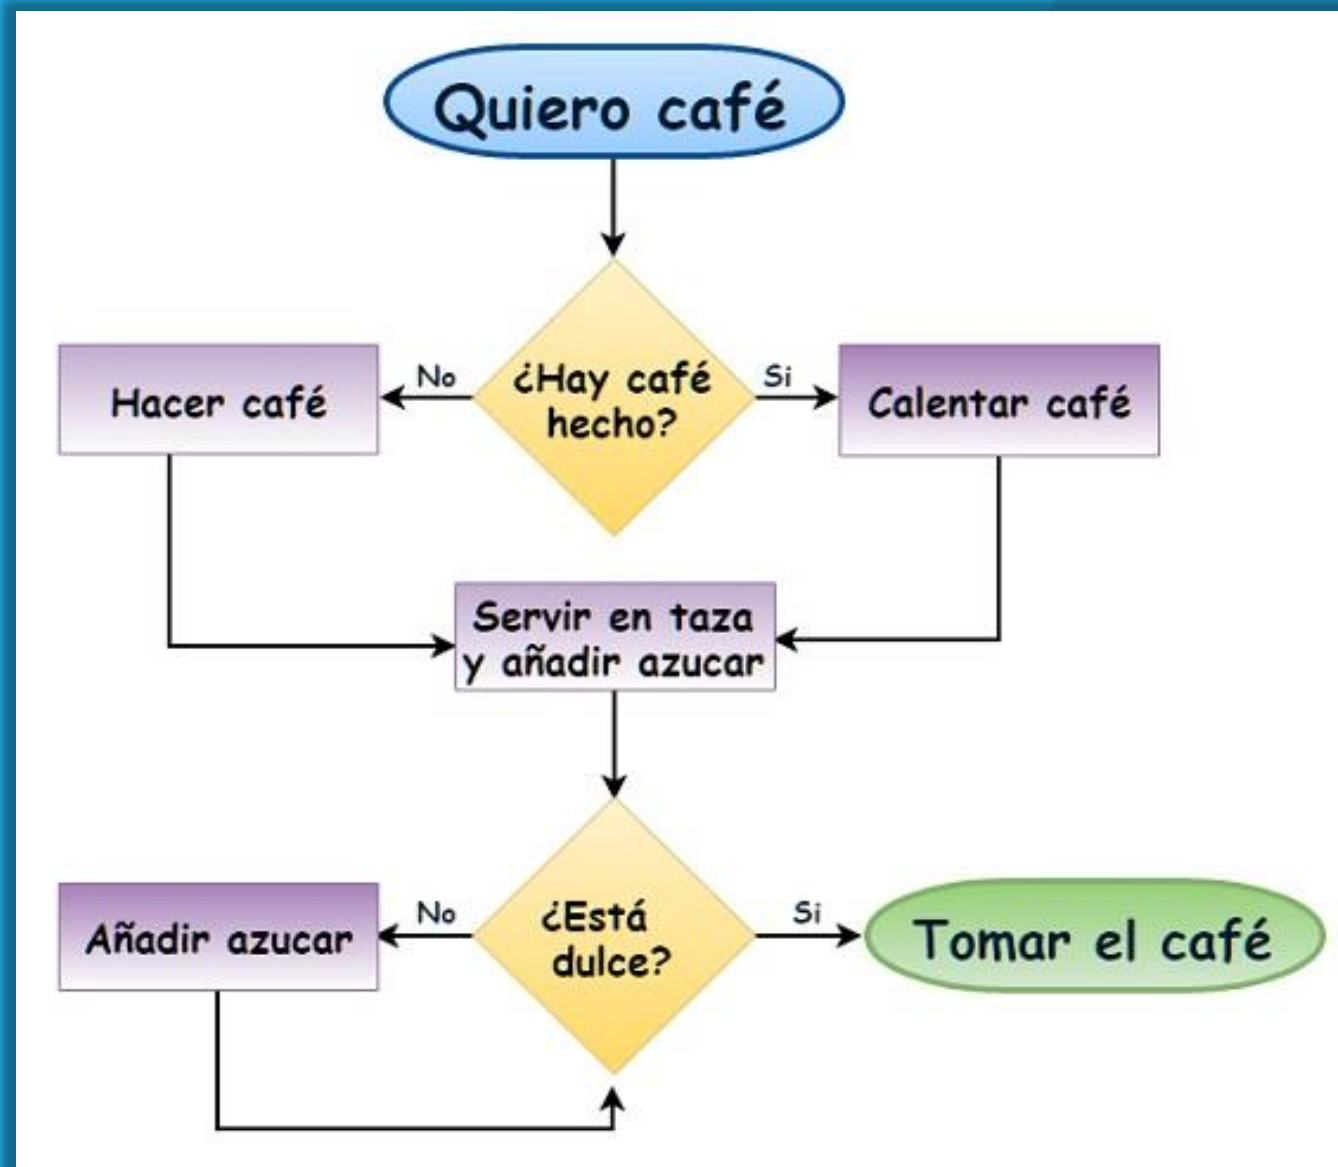 Quiero café
¿Hay café
hecho?
No
Si
Hacer café
Calentar café
Servir en taza
y añadir azucar
¿Está
dulce?
No
Si
Añadir azucar
Tomar el café